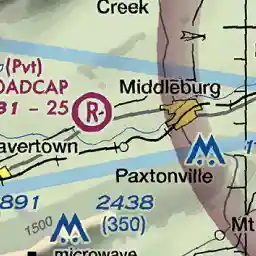 Creek
(Pvt)
OADCAP
31 - 25
R
Middleburg
avertown
Paxtonville
891
2438
(350)
1500
microwave
Mt